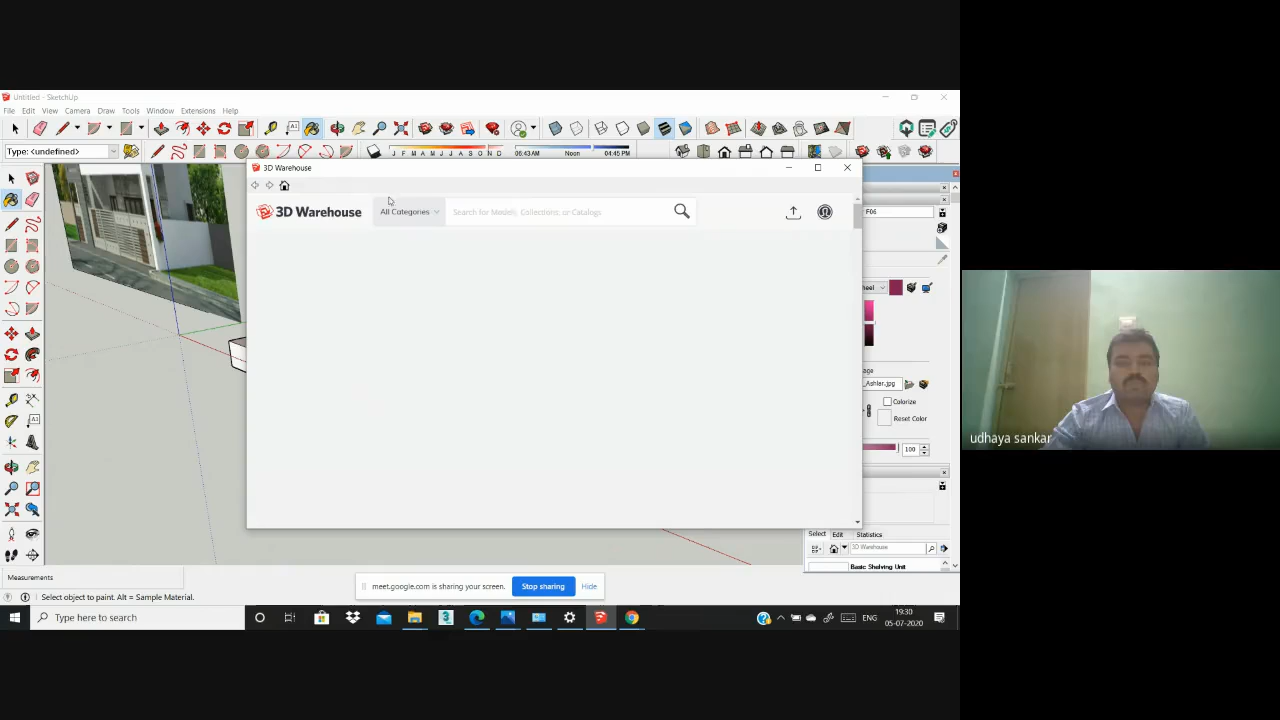 Untitled - SketchUp
File Edit View Camera Draw Tools Window Extensions Help
Type: <undefined>
J F M A M J J A S O N D
06:43 AM Noon 04:45 PM
3D Warehouse
3D Warehouse
All Categories
Search for Models, Collections, or Catalogs
F06
_Ashlar.jpg
Colorize
Reset Color
100
Select Edit Statistics
3D Warehouse
Basic Shelving Unit
Measurements
meet.google.com is sharing your screen.
Stop sharing
Hide
Select object to paint. Alt = Sample Material.
Type here to search
ENG
19:30
05-07-2020
udhaya sankar